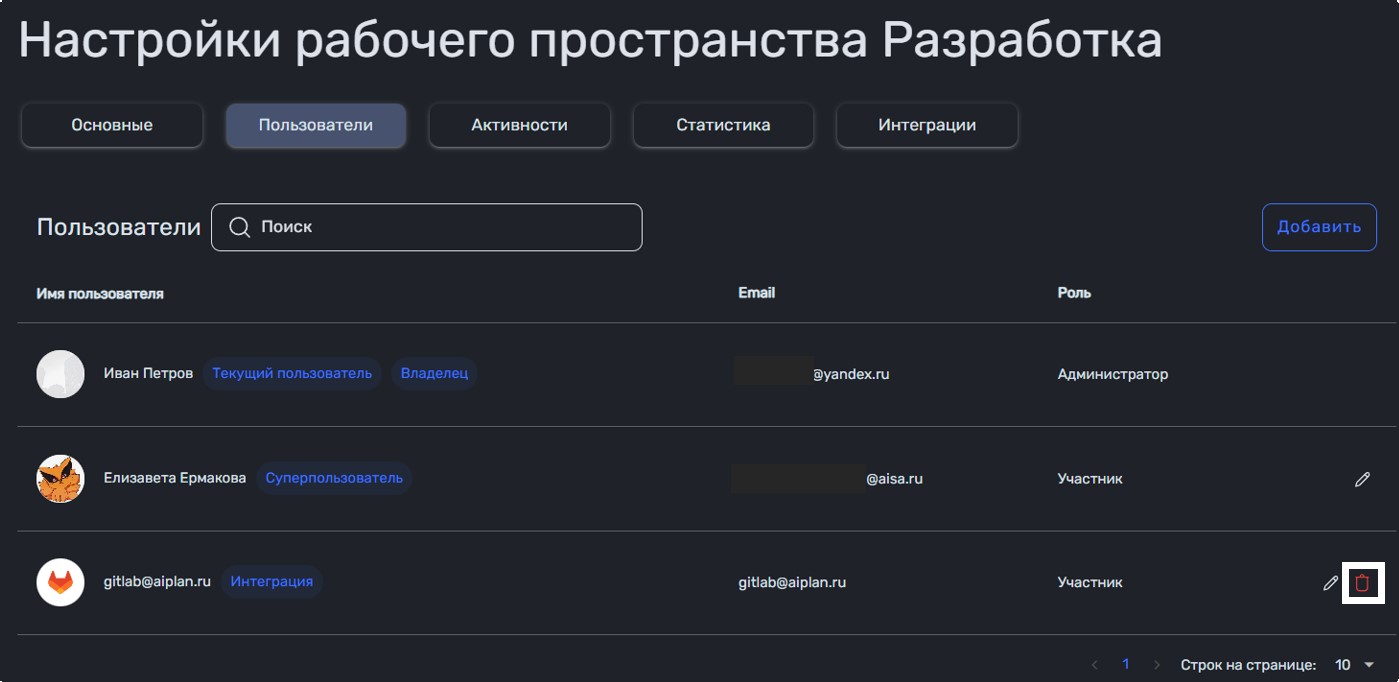 Настройки рабочего пространства Разработка
Основные Пользователи Активности Статистика Интеграции
Пользователи Поиск Добавить
Имя пользователя Email Роль
Иван Петров Текущий пользователь Владелец @yandex.ru Администратор
Елизавета Ермакова Суперпользователь @aisa.ru Участник
gitlab@aiplan.ru Интеграция gitlab@aiplan.ru Участник
1 Строк на странице: 10